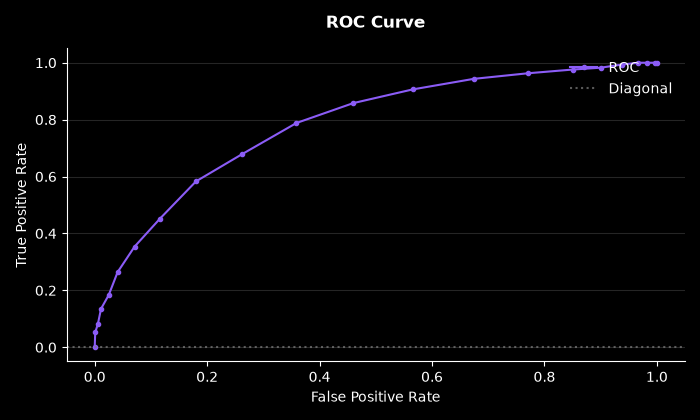 ROC Curve
True Positive Rate
1.0
0.8
0.6
0.4
0.2
0.0
ROC
Diagonal
0.0 0.2 0.4 0.6 0.8 1.0
False Positive Rate